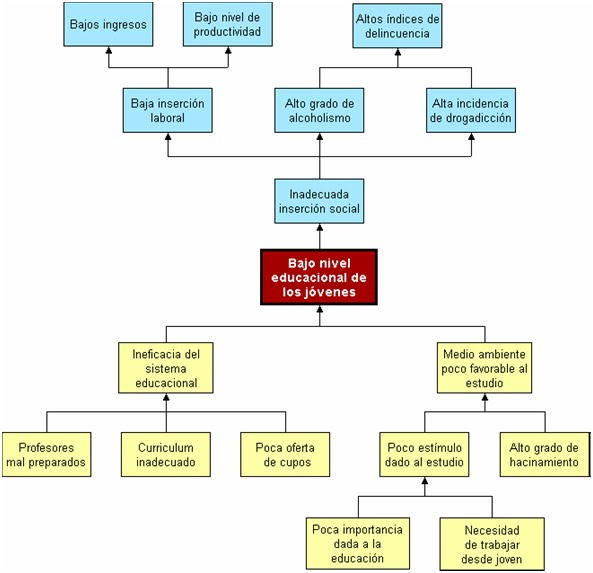 Bajos ingresos
Bajo nivel de
productividad
Altos índices de
delincuencia
Baja inserción
laboral
Alto grado de
alcoholismo
Alta incidencia
de drogadicción
Inadecuada
inserción social
Bajo nivel
educacional de
los jóvenes
Ineficacia del
sistema
educacional
Medio ambiente
poco favorable al
estudio
Profesores
mal preparados
Curriculum
inadecuado
Poca oferta
de cupos
Poco estímulo
dado al estudio
Alto grado de
hacinamiento
Poca importancia
dada a la
educación
Necesidad
de trabajar
desde joven